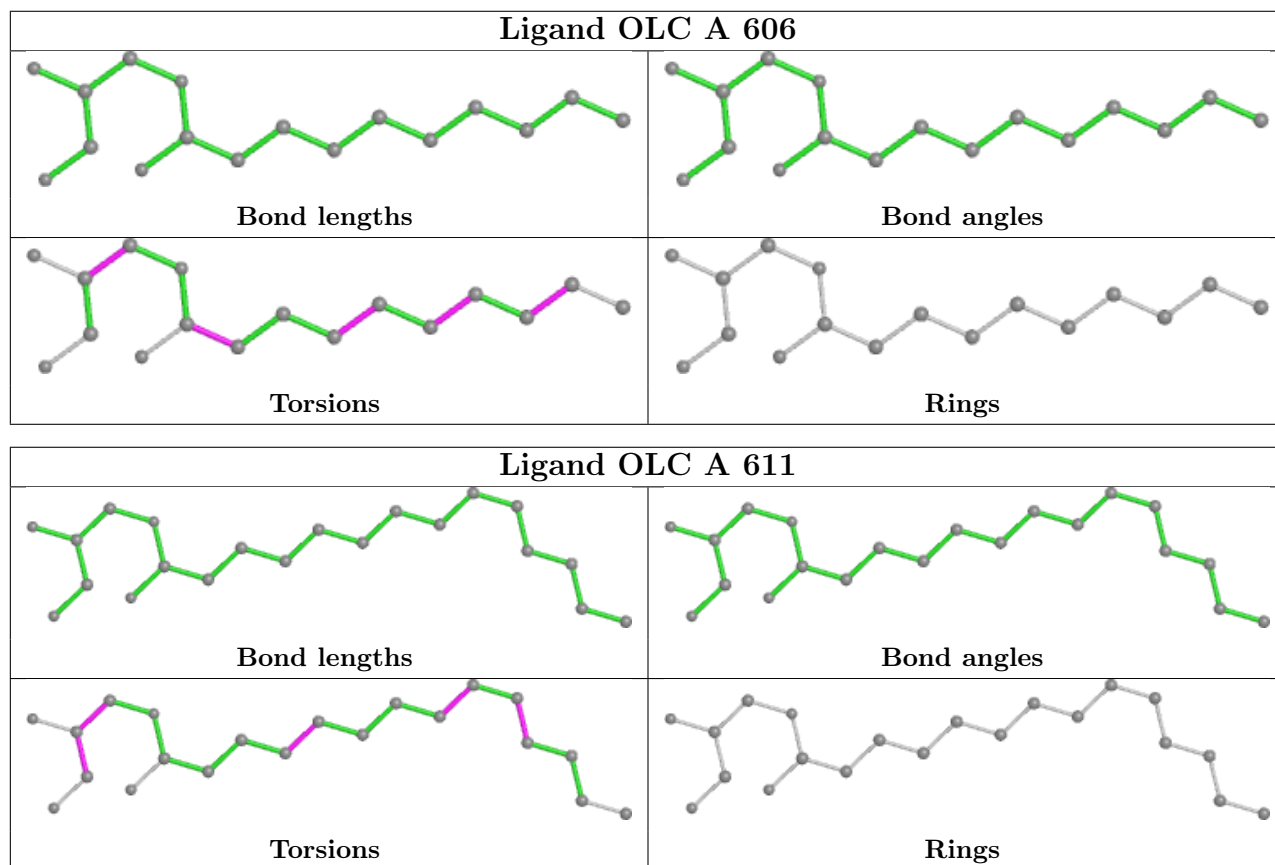 Ligand OLC A 606
Bond lengths
Bond angles
Torsions
Rings
Ligand OLC A 611
Bond lengths
Bond angles
Torsions
Rings